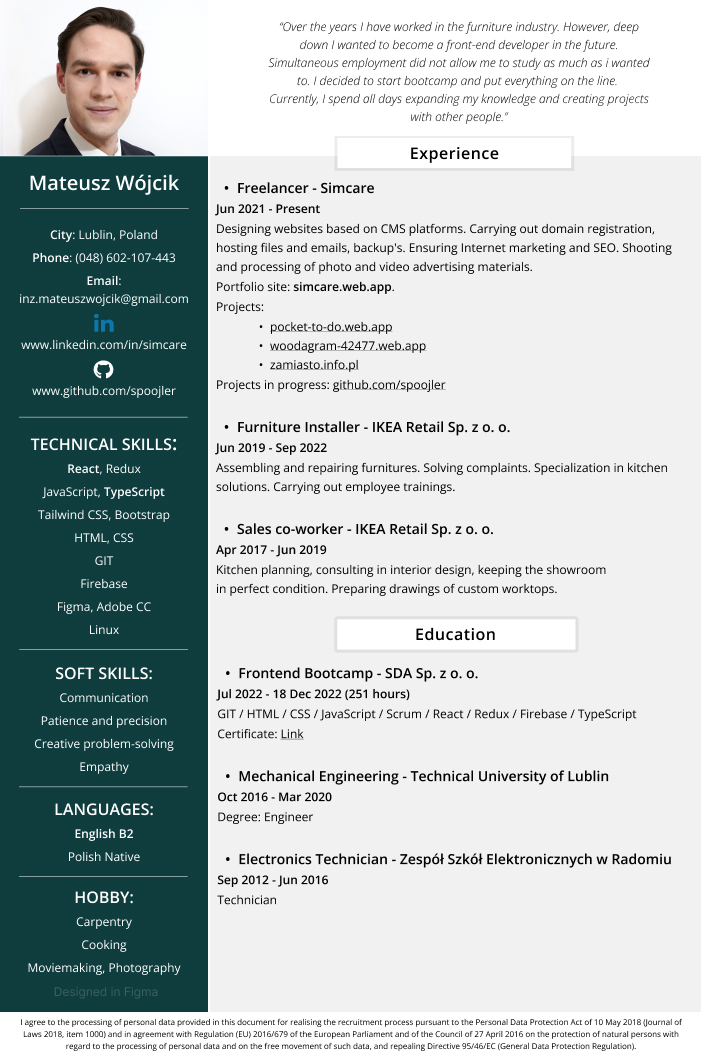 "Over the years I have worked in the furniture industry. However, deep
down I wanted to become a front-end developer in the future.
Simultaneous employment did not allow me to study as much as i wanted
to. I decided to start bootcamp and put everything on the line.
Currently, I spend all days expanding my knowledge and creating projects
with other people."
Mateusz Wójcik
City: Lublin, Poland
Phone: (048) 602-107-443
Email:
inz.mateuszwojcik@gmail.com
in
www.linkedin.com/in/simcare
www.github.com/spoojler
TECHNICAL SKILLS:
React, Redux
JavaScript, TypeScript
Tailwind CSS, Bootstrap
HTML, CSS
GIT
Firebase
Figma, Adobe CC
Linux
SOFT SKILLS:
Communication
Patience and precision
Creative problem-solving
Empathy
LANGUAGES:
English B2
Polish Native
HOBBY:
Carpentry
Cooking
Moviemaking, Photography
Designed in Figma
Experience
• Freelancer - Simcare
Jun 2021 - Present
Designing websites based on CMS platforms. Carrying out domain registration,
hosting files and emails, backup's. Ensuring Internet marketing and SEO. Shooting
and processing of photo and video advertising materials.
Portfolio site: simcare.web.app.
Projects:
• pocket-to-do.web.app
• woodagram-42477.web.app
• zamiasto.info.pl
Projects in progress: github.com/spoojler
• Furniture Installer - IKEA Retail Sp. z o. o.
Jun 2019 - Sep 2022
Assembling and repairing furnitures. Solving complaints. Specialization in kitchen
solutions. Carrying out employee trainings.
• Sales co-worker - IKEA Retail Sp. z o. o.
Apr 2017 - Jun 2019
Kitchen planning, consulting in interior design, keeping the showroom
in perfect condition. Preparing drawings of custom worktops.
Education
• Frontend Bootcamp - SDA Sp. z o. o.
Jul 2022 - 18 Dec 2022 (251 hours)
GIT / HTML / CSS / JavaScript / Scrum / React / Redux / Firebase / TypeScript
Certificate: Link
• Mechanical Engineering - Technical University of Lublin
Oct 2016 - Mar 2020
Degree: Engineer
• Electronics Technician - Zespół Szkół Elektronicznych w Radomiu
Sep 2012 - Jun 2016
Technician
I agree to the processing of personal data provided in this document for realising the recruitment process pursuant to the Personal Data Protection Act of 10 May 2018 (Journal of
Laws 2018, item 1000) and in agreement with Regulation (EU) 2016/679 of the European Parliament and of the Council of 27 April 2016 on the protection of natural persons with
regard to the processing of personal data and on the free movement of such data, and repealing Directive 95/46/EC (General Data Protection Regulation).